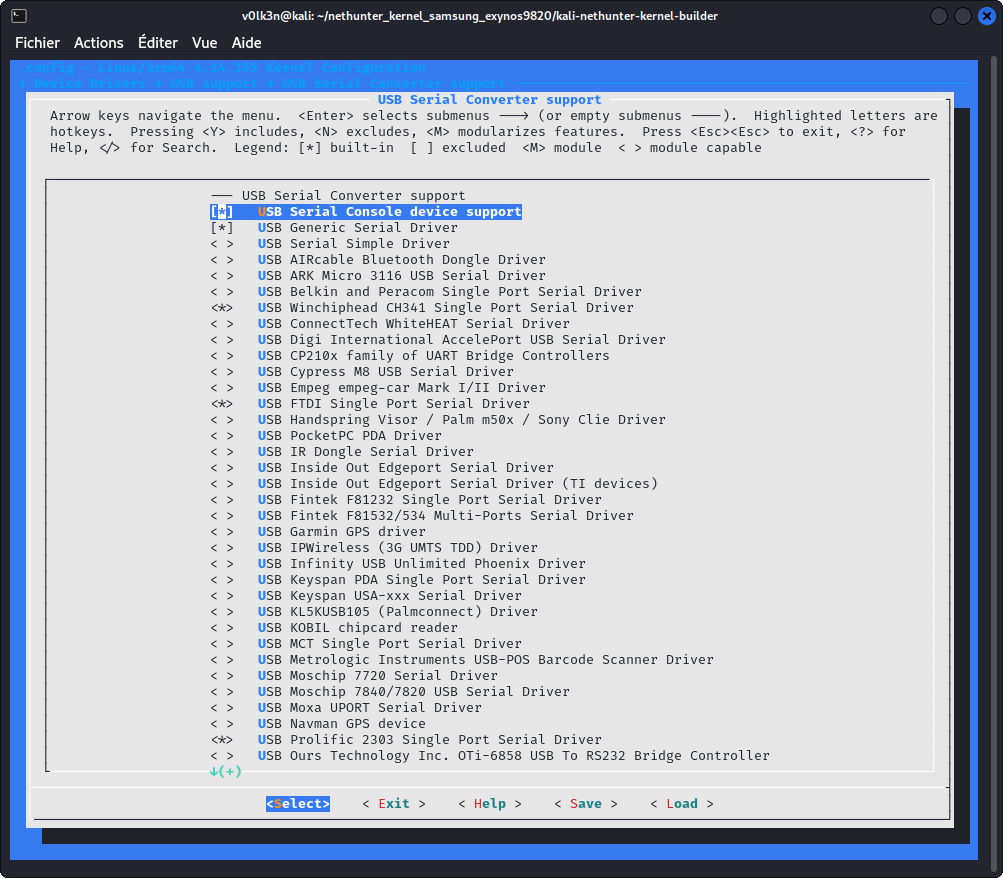 v0lk3n@kali: ~/nethunter_kernel_samsung_exynos9820/kali-nethunter-kernel-builder
Fichier Actions Éditer Vue Aide
.config - Linux/arm64 4.14.355 Kernel Configuration
→ Device Drivers → USB support → USB Serial Converter support
USB Serial Converter support
Arrow keys navigate the menu.  <Enter> selects submenus ---> (or empty submenus ----).  Highlighted letters are
hotkeys.  Pressing <Y> includes, <N> excludes, <M> modularizes features.  Press <Esc><Esc> to exit, <?> for
Help, </> for Search.  Legend: [*] built-in  [ ] excluded  <M> module  < > module capable
--- USB Serial Converter support
[*]   USB Serial Console device support
[*]   USB Generic Serial Driver
< >   USB Serial Simple Driver
< >   USB AIRcable Bluetooth Dongle Driver
< >   USB ARK Micro 3116 USB Serial Driver
< >   USB Belkin and Peracom Single Port Serial Driver
<*>   USB Winchiphead CH341 Single Port Serial Driver
< >   USB ConnectTech WhiteHEAT Serial Driver
< >   USB Digi International AccelePort USB Serial Driver
< >   USB CP210x family of UART Bridge Controllers
< >   USB Cypress M8 USB Serial Driver
< >   USB Empeg empeg-car Mark I/II Driver
<*>   USB FTDI Single Port Serial Driver
< >   USB Handspring Visor / Palm m50x / Sony Clie Driver
< >   USB PocketPC PDA Driver
< >   USB IR Dongle Serial Driver
< >   USB Inside Out Edgeport Serial Driver
< >   USB Inside Out Edgeport Serial Driver (TI devices)
< >   USB Fintek F81232 Single Port Serial Driver
< >   USB Fintek F81532/534 Multi-Ports Serial Driver
< >   USB Garmin GPS driver
< >   USB IPWireless (3G UMTS TDD) Driver
< >   USB Infinity USB Unlimited Phoenix Driver
< >   USB Keyspan PDA Single Port Serial Driver
< >   USB Keyspan USA-xxx Serial Driver
< >   USB KL5KUSB105 (Palmconnect) Driver
< >   USB KOBIL chipcard reader
< >   USB MCT Single Port Serial Driver
< >   USB Metrologic Instruments USB-POS Barcode Scanner Driver
< >   USB Moschip 7720 Serial Driver
< >   USB Moschip 7840/7820 USB Serial Driver
< >   USB Moxa UPORT Serial Driver
< >   USB Navman GPS device
<*>   USB Prolific 2303 Single Port Serial Driver
< >   USB Ours Technology Inc. OTi-6858 USB To RS232 Bridge Controller
↓(+)
<Select>    < Exit >    < Help >    < Save >    < Load >